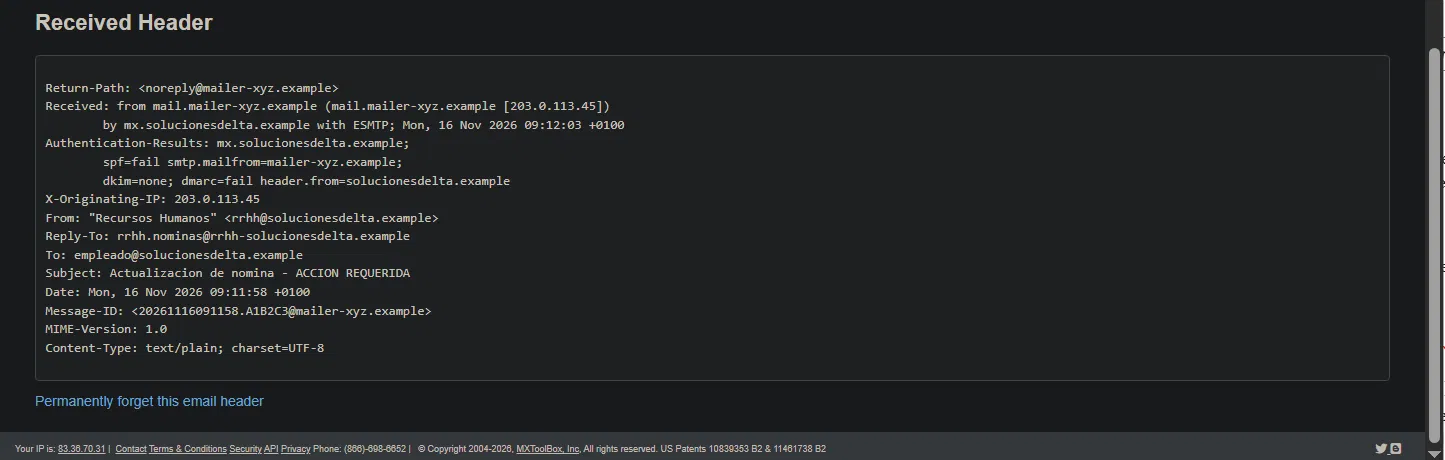 Received Header
Return-Path: <noreply@mailer-xyz.example>
Received: from mail.mailer-xyz.example (mail.mailer-xyz.example [203.0.113.45])
by mx.solucionesdelta.example with ESMTP; Mon, 16 Nov 2026 09:12:03 +0100
Authentication-Results: mx.solucionesdelta.example;
spf=fail smtp.mailfrom=mailer-xyz.example;
dkim=none; dmarc=fail header.from=solucionesdelta.example
X-Originating-IP: 203.0.113.45
From: "Recursos Humanos" <rrhh@solucionesdelta.example>
Reply-To: rrhh.nominas@rrhh-solucionesdelta.example
To: empleado@solucionesdelta.example
Subject: Actualizacion de nomina - ACCION REQUERIDA
Date: Mon, 16 Nov 2026 09:11:58 +0100
Message-ID: <20261116091158.A1B2C3@mailer-xyz.example>
MIME-Version: 1.0
Content-Type: text/plain; charset=UTF-8
Permanently forget this email header
Your IP is: 83.36.70.31 | Contact Terms & Conditions Security API Privacy Phone: (866)-698-6652 | © Copyright 2004-2026, MXToolBox, Inc, All rights reserved. US Patents 10839353 B2 & 11461738 B2